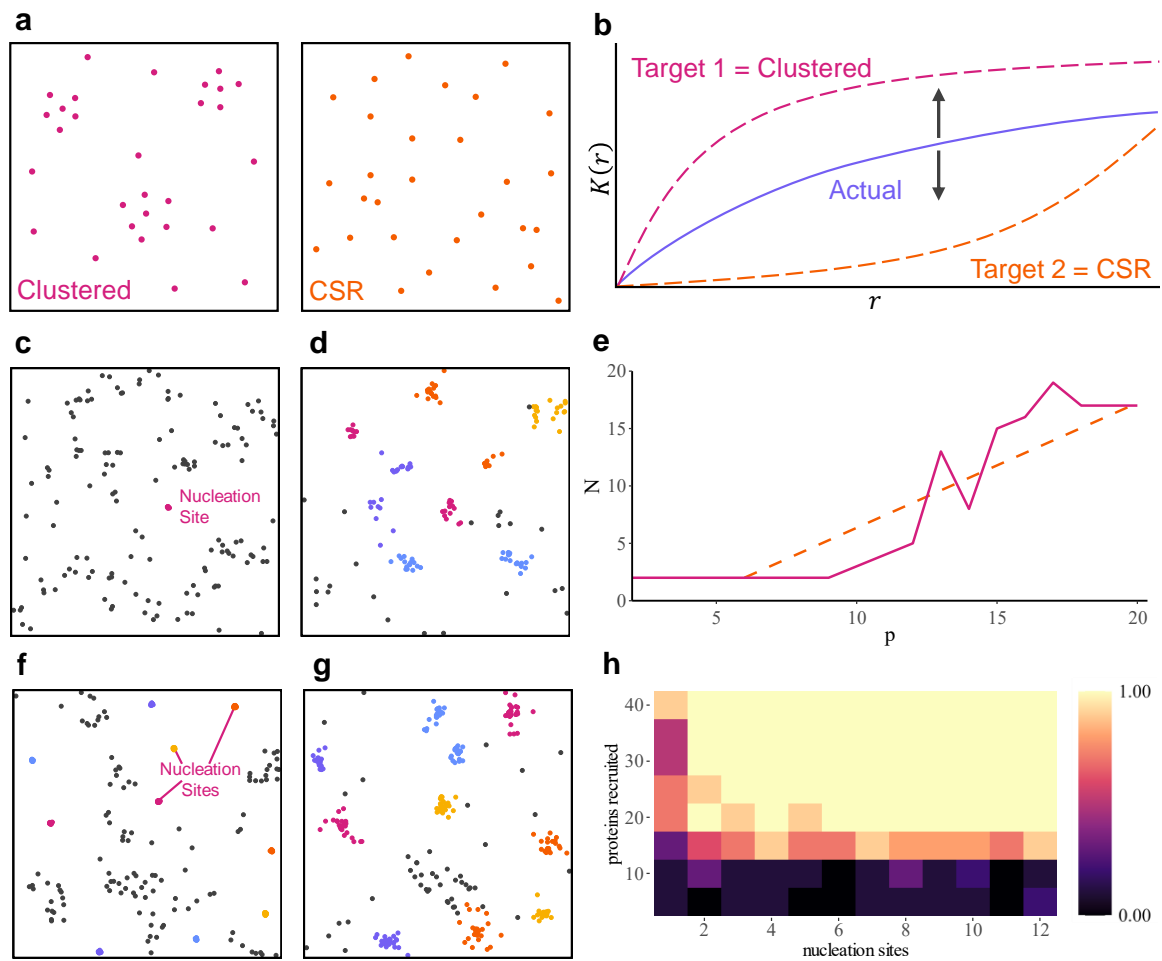 a
Clustered
CSR
b
Target 1 = Clustered
Actual
Target 2 = CSR
K(r)
r
c
Nucleation
Site
d
e
20
15
10
5
0
N
5
10
15
20
p
f
Nucleation
Sites
g
h
40
30
20
10
proteins recruited
2
4
6
8
10
12
nucleation sites
1.00
0.00